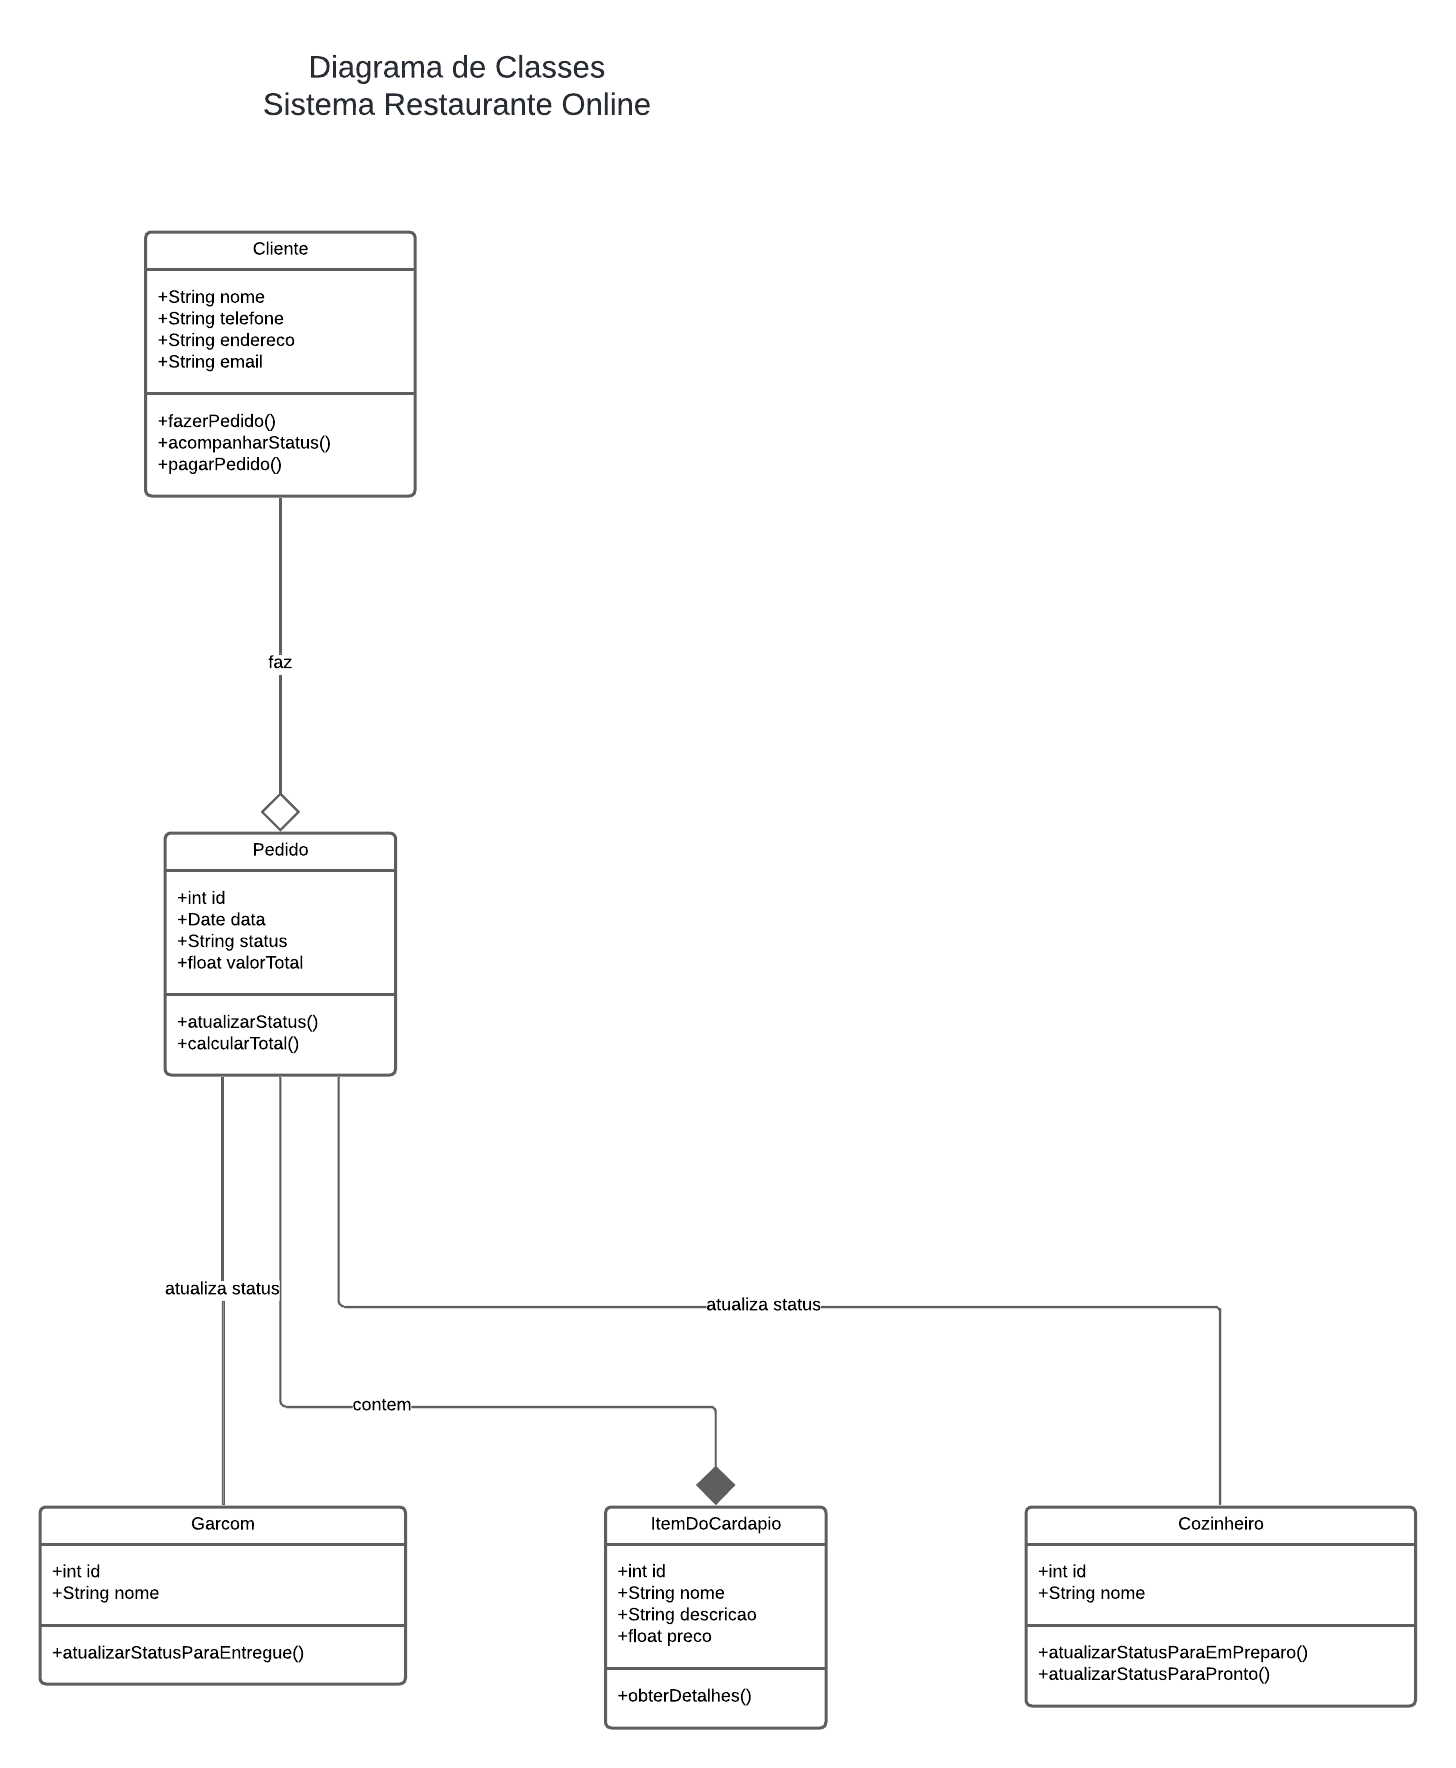 Diagrama de Classes
Sistema Restaurante Online
Cliente
+String nome
+String telefone
+String endereco
+String email
+fazerPedido()
+acompanharStatus()
+pagarPedido()
faz
Pedido
+int id
+Date data
+String status
+float valorTotal
+atualizarStatus()
+calcularTotal()
atualiza status
atualiza status
contem
Garcom
+int id
+String nome
+atualizarStatusParaEntregue()
ItemDoCardapio
+int id
+String nome
+String descricao
+float preco
+obterDetalhes()
Cozinheiro
+int id
+String nome
+atualizarStatusParaEmPreparo()
+atualizarStatusParaPronto()